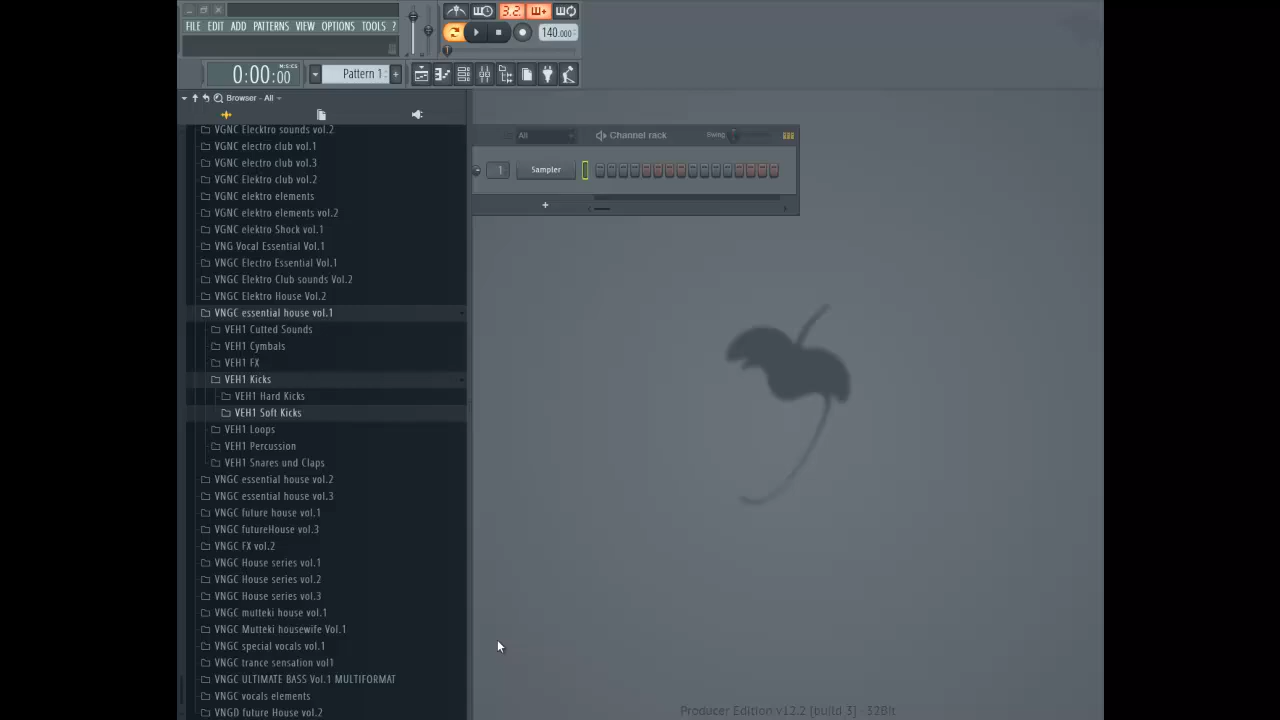 3.2
FILE EDIT ADD PATTERNS VIEW OPTIONS TOOLS ?
140.000
0:00:00
M:S:CS
Pattern 1
+
Browser - All
VGNC Elecktro sounds vol.2
VGNC electro club vol.1
VGNC electro club vol.3
VGNC Elektro club vol.2
VGNC elektro elements
VGNC elektro elements vol.2
VGNC elektro Shock vol.1
VNG Vocal Essential Vol.1
VNGC Electro Essential Vol.1
VNGC Elektro Club sounds Vol.2
VNGC Elektro House Vol.2
VNGC essential house vol.1
VEH1 Cutted Sounds
VEH1 Cymbals
VEH1 FX
VEH1 Kicks
VEH1 Hard Kicks
VEH1 Soft Kicks
VEH1 Loops
VEH1 Percussion
VEH1 Snares und Claps
VNGC essential house vol.2
VNGC essential house vol.3
VNGC future house vol.1
VNGC futureHouse vol.3
VNGC FX vol.2
VNGC House series vol.1
VNGC House series vol.2
VNGC House series vol.3
VNGC mutteki house vol.1
VNGC Mutteki housewife Vol.1
VNGC special vocals vol.1
VNGC trance sensation vol1
VNGC ULTIMATE BASS Vol.1 MULTIFORMAT
VNGC vocals elements
VNGD future House vol.2
All
Channel rack
Swing
1
Sampler
+
Producer Edition v12.2 [build 3] - 32Bit